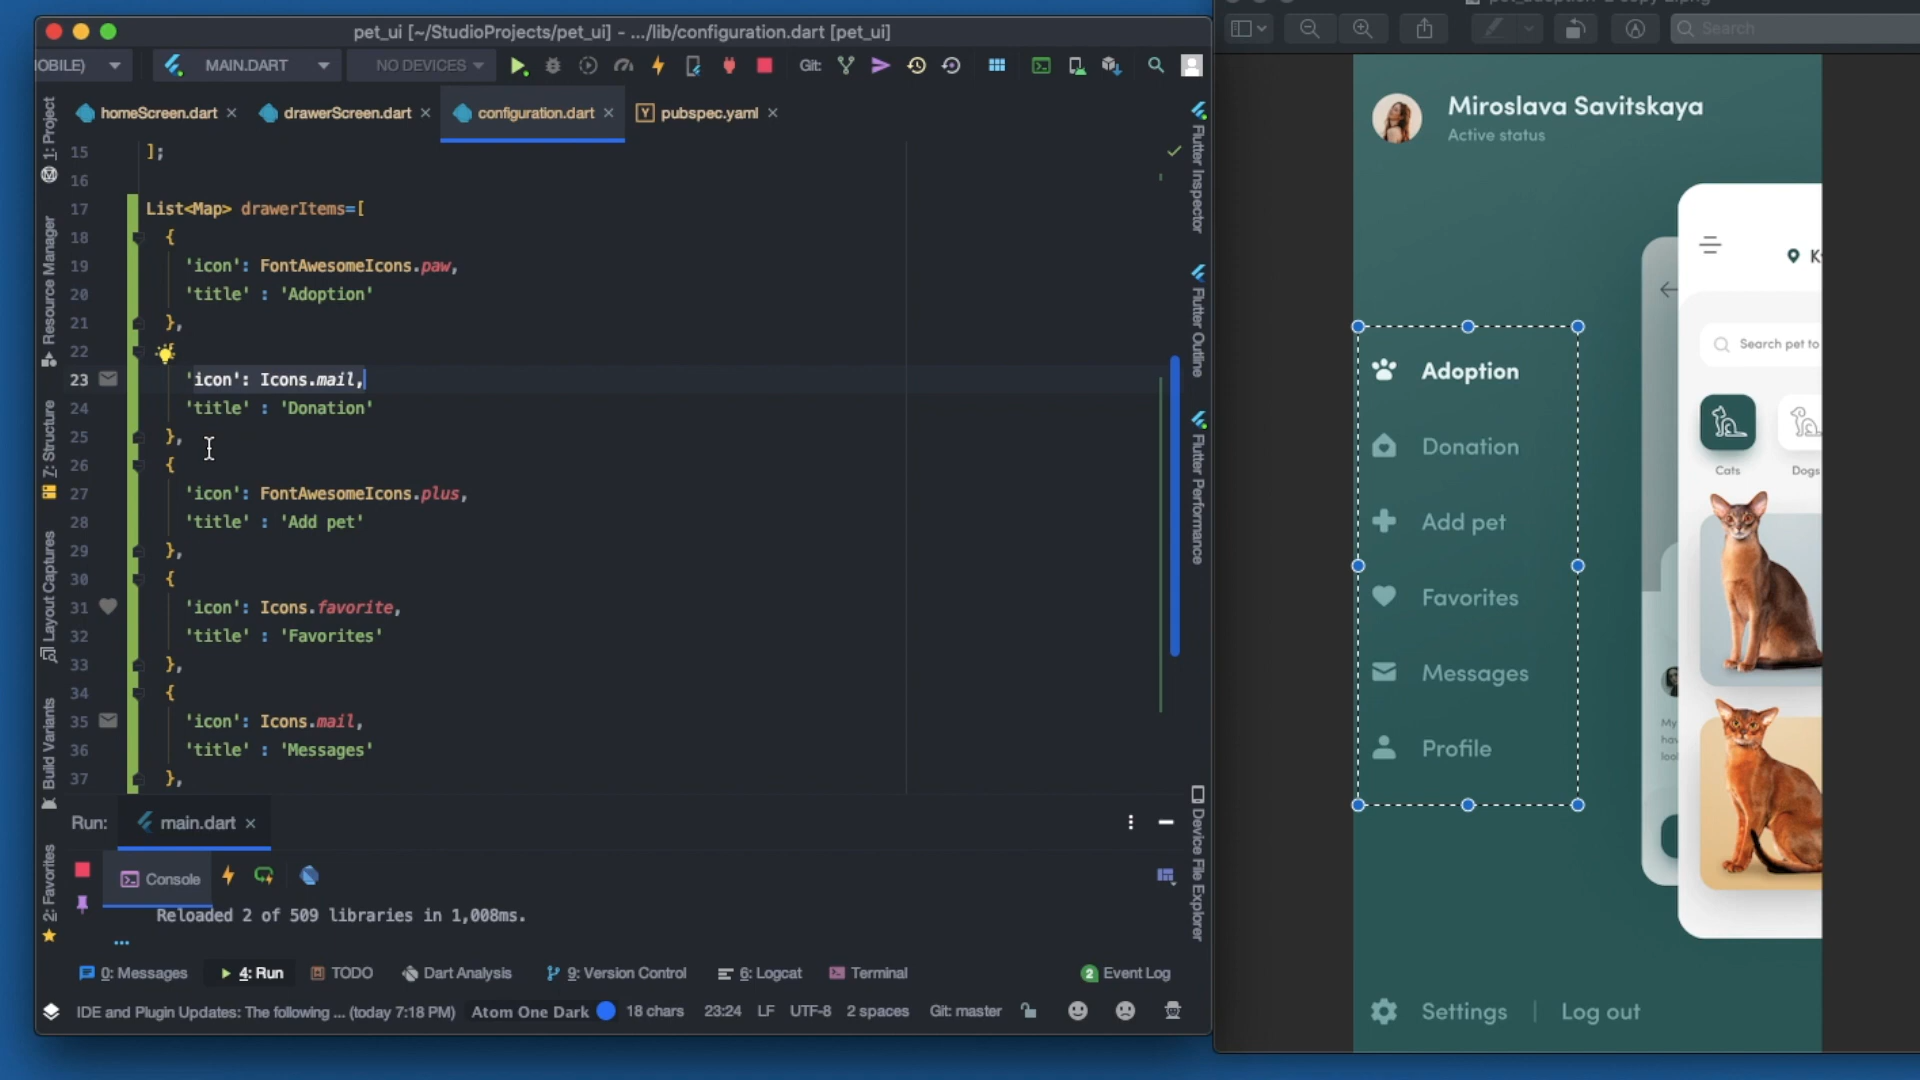 pet_ui [~/StudioProjects/pet_ui] - .../lib/configuration.dart [pet_ui]
MAIN.DART
NO DEVICES
Git:
homeScreen.dart
drawerScreen.dart
configuration.dart
pubspec.yaml
1: Project
Resource Manager
7: Structure
Layout Captures
Build Variants
2: Favorites
15 ];
16
17 List<Map> drawerItems=[
18 {
19 'icon': FontAwesomeIcons.paw,
20 'title' : 'Adoption'
21 },
22
23 'icon': Icons.mail,
24 'title' : 'Donation'
25 },
26 {
27 'icon': FontAwesomeIcons.plus,
28 'title' : 'Add pet'
29 },
30 {
31 'icon': Icons.favorite,
32 'title' : 'Favorites'
33 },
34 {
35 'icon': Icons.mail,
36 'title' : 'Messages'
37 },
Flutter Inspector
Flutter Outline
Flutter Performance
Device File Explorer
Run: main.dart
Console
Reloaded 2 of 509 libraries in 1,008ms.
0: Messages
4: Run
TODO
Dart Analysis
9: Version Control
6: Logcat
Terminal
2 Event Log
IDE and Plugin Updates: The following ... (today 7:18 PM)
Atom One Dark
18 chars
23:24
LF
UTF-8
2 spaces
Git: master
Search
Miroslava Savitskaya
Active status
Search pet to
Cats
Dogs
My
Adoption
Donation
Add pet
Favorites
Messages
Profile
Settings | Log out